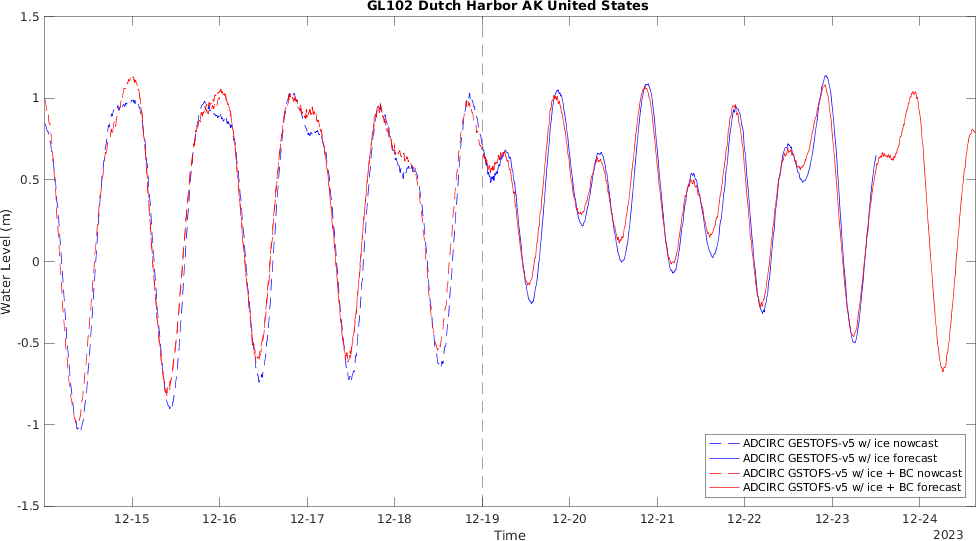 GL102 Dutch Harbor AK United States
1.5
1
0.5
0
-0.5
-1
-1.5
Water Level (m)
12-15
12-16
12-17
12-18
12-19
12-20
12-21
12-22
12-23
12-24
Time
2023
ADCIRC GESTOFS-v5 w/ ice nowcast
ADCIRC GESTOFS-v5 w/ ice forecast
ADCIRC GSTOFS-v5 w/ ice + BC nowcast
ADCIRC GSTOFS-v5 w/ ice + BC forecast